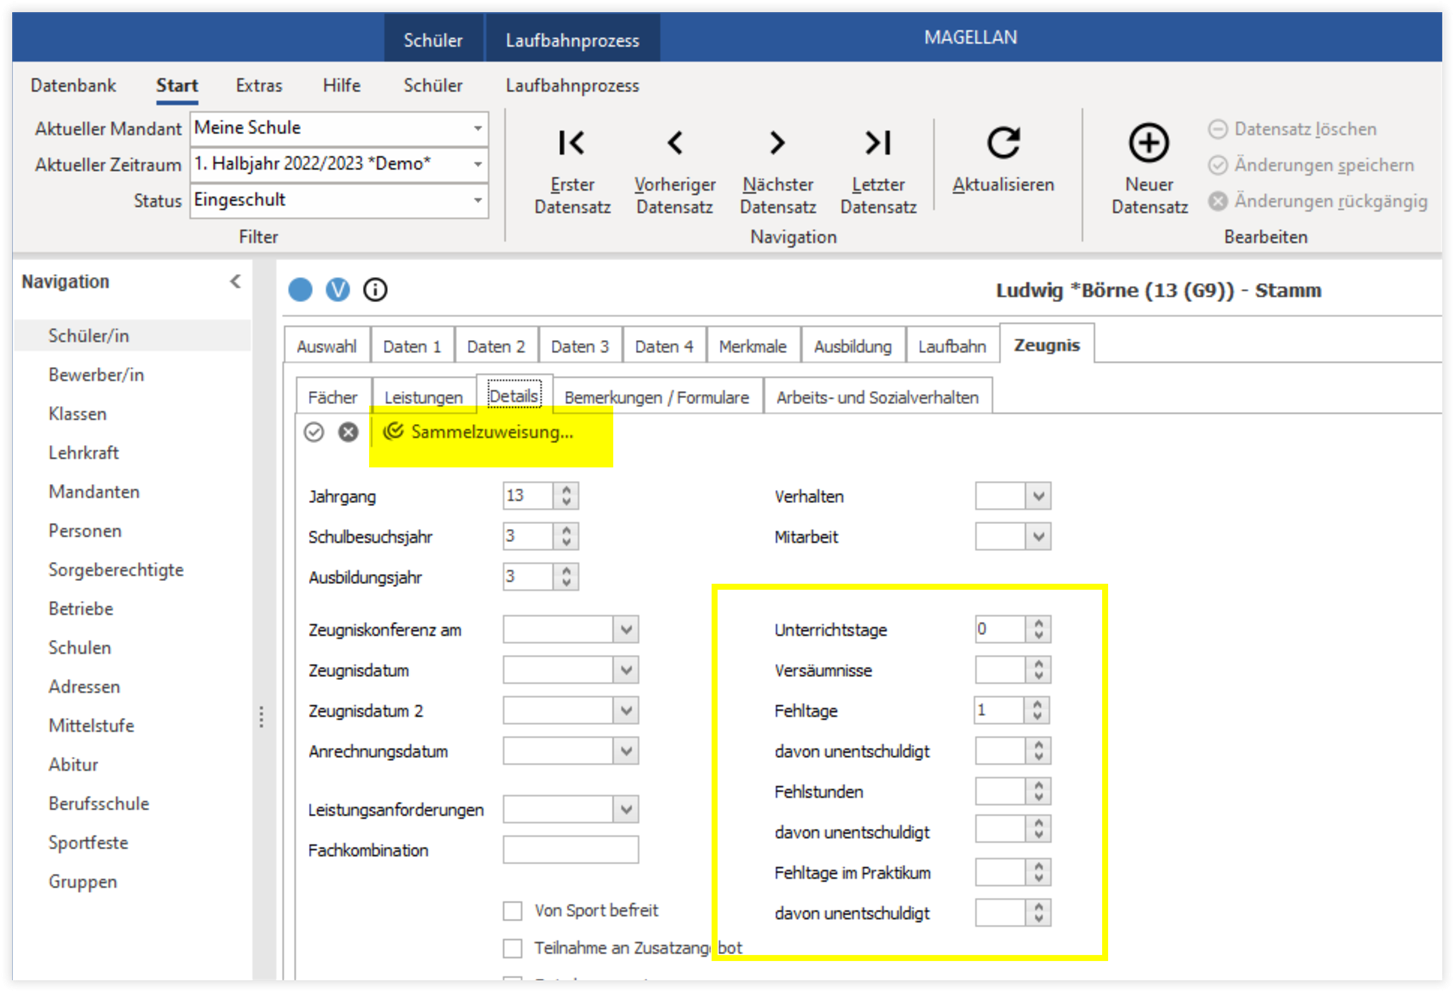 Schüler
Laufbahnprozess
MAGELLAN
Datenbank
Start
Extras
Hilfe
Schüler
Laufbahnprozess
Aktueller Mandant Meine Schule
Aktueller Zeitraum 1. Halbjahr 2022/2023 *Demo*
Status Eingeschult
Filter
Erster
Datensatz
Vorheriger
Datensatz
Nächster
Datensatz
Letzter
Datensatz
Aktualisieren
Navigation
Neuer
Datensatz
Datensatz löschen
Änderungen speichern
Änderungen rückgängig
Bearbeiten
Navigation
Schüler/in
Bewerber/in
Klassen
Lehrkraft
Mandanten
Personen
Sorgeberechtigte
Betriebe
Schulen
Adressen
Mittelstufe
Abitur
Berufsschule
Sportfeste
Gruppen
V
Ludwig *Börne (13 (G9)) - Stamm
Auswahl
Daten 1
Daten 2
Daten 3
Daten 4
Merkmale
Ausbildung
Laufbahn
Zeugnis
Fächer
Leistungen
Details
Bemerkungen / Formulare
Arbeits- und Sozialverhalten
Sammelzuweisung...
Jahrgang 13
Schulbesuchsjahr 3
Ausbildungsjahr 3
Zeugniskonferenz am
Zeugnisdatum
Zeugnisdatum 2
Anrechnungsdatum
Leistungsanforderungen
Fachkombination
Von Sport befreit
Teilnahme an Zusatzangebot
Verhalten
Mitarbeit
Unterrichtstage 0
Versäumnisse
Fehltage 1
davon unentschuldigt
Fehlstunden
davon unentschuldigt
Fehltage im Praktikum
davon unentschuldigt